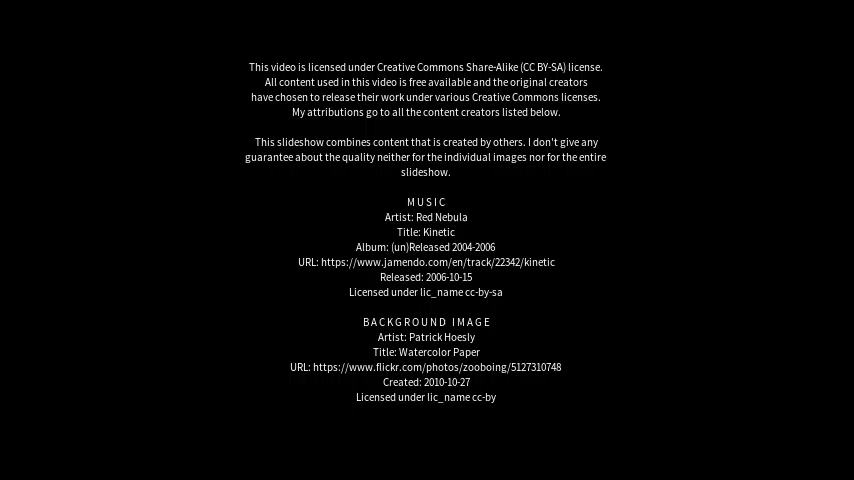 This video is licensed under Creative Commons Share-Alike (CC BY-SA) license.
All content used in this video is free available and the original creators
have chosen to release their work under various Creative Commons licenses.
My attributions go to all the content creators listed below.
This slideshow combines content that is created by others. I don't give any
guarantee about the quality neither for the individual images nor for the entire
slideshow.
MUSIC
Artist: Red Nebula
Title: Kinetic
Album: (un)Released 2004-2006
URL: https://www.jamendo.com/en/track/22342/kinetic
Released: 2006-10-15
Licensed under lic_name cc-by-sa
BACKGROUND IMAGE
Artist: Patrick Hoesly
Title: Watercolor Paper
URL: https://www.flickr.com/photos/zooboing/5127310748
Created: 2010-10-27
Licensed under lic_name cc-by